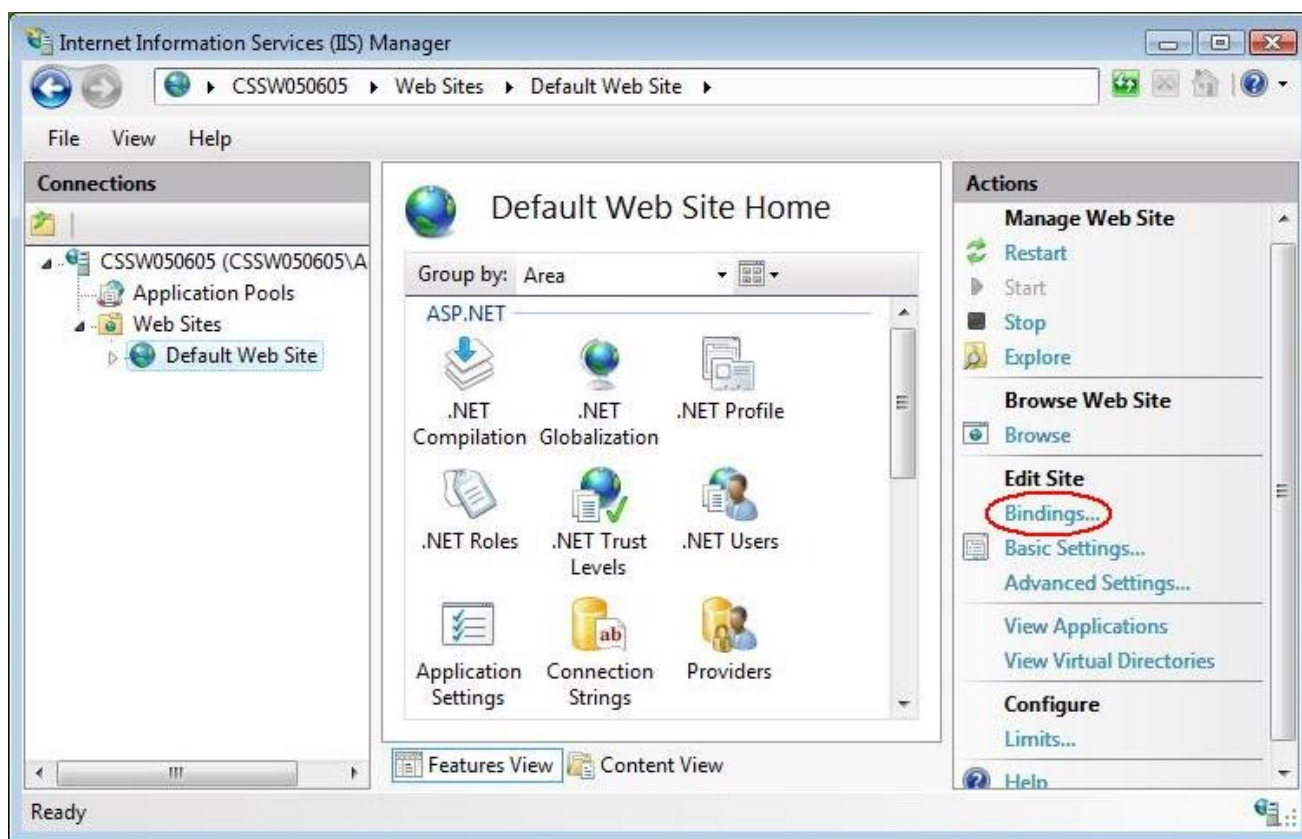 Internet Information Services (IIS) Manager
CSSW050605 Web Sites Default Web Site
File View Help
Connections
CSSW050605 (CSSW050605\A
Application Pools
Web Sites
Default Web Site
Default Web Site Home
Group by: Area
ASP.NET
.NET Compilation
.NET Globalization
.NET Profile
.NET Roles
.NET Trust Levels
.NET Users
Application Settings
Connection Strings
Providers
ab
Features View Content View
Actions
Manage Web Site
Restart
Start
Stop
Explore
Browse Web Site
Browse
Edit Site
Bindings...
Basic Settings...
Advanced Settings...
View Applications
View Virtual Directories
Configure
Limits...
Help
Ready